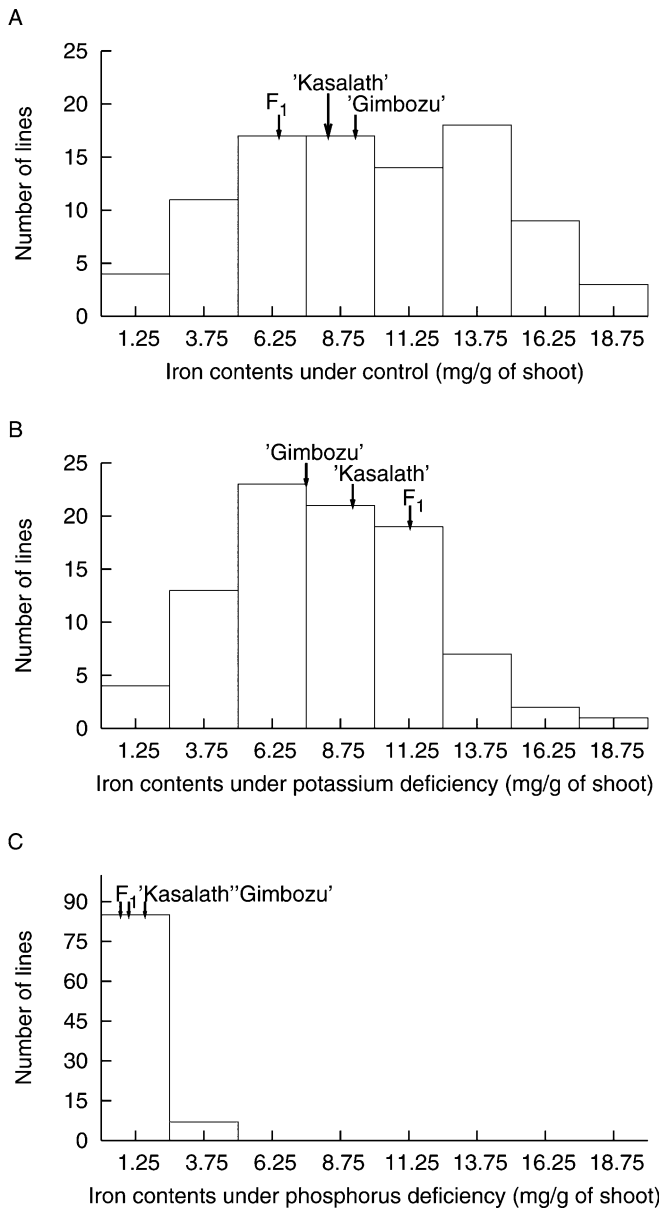 A
25
20
15
10
5
0
Number of lines
’Kasalath’
F1
’Gimbozu’
1.25 3.75 6.25 8.75 11.25 13.75 16.25 18.75
Iron contents under control (mg/g of shoot)
B
25
20
15
10
5
0
Number of lines
’Gimbozu’
’Kasalath’
F1
1.25 3.75 6.25 8.75 11.25 13.75 16.25 18.75
Iron contents under potassium deficiency (mg/g of shoot)
C
90
75
60
45
30
15
0
Number of lines
F1’Kasalath’’Gimbozu’
1.25 3.75 6.25 8.75 11.25 13.75 16.25 18.75
Iron contents under phosphorus deficiency (mg/g of shoot)